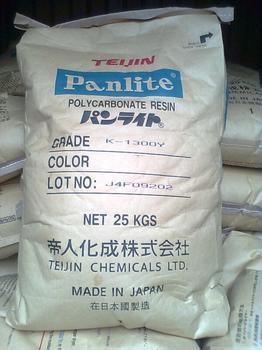 TEIJIN
Panlite®
POLYCARBONATE RESIN
パンライト®
GRADE K-1300Y
COLOR
LOT NO: J4F09202
NET 25 KGS
帝人化成株式会社
TEIJIN CHEMICALS LTD.
MADE IN JAPAN
在日本國製造